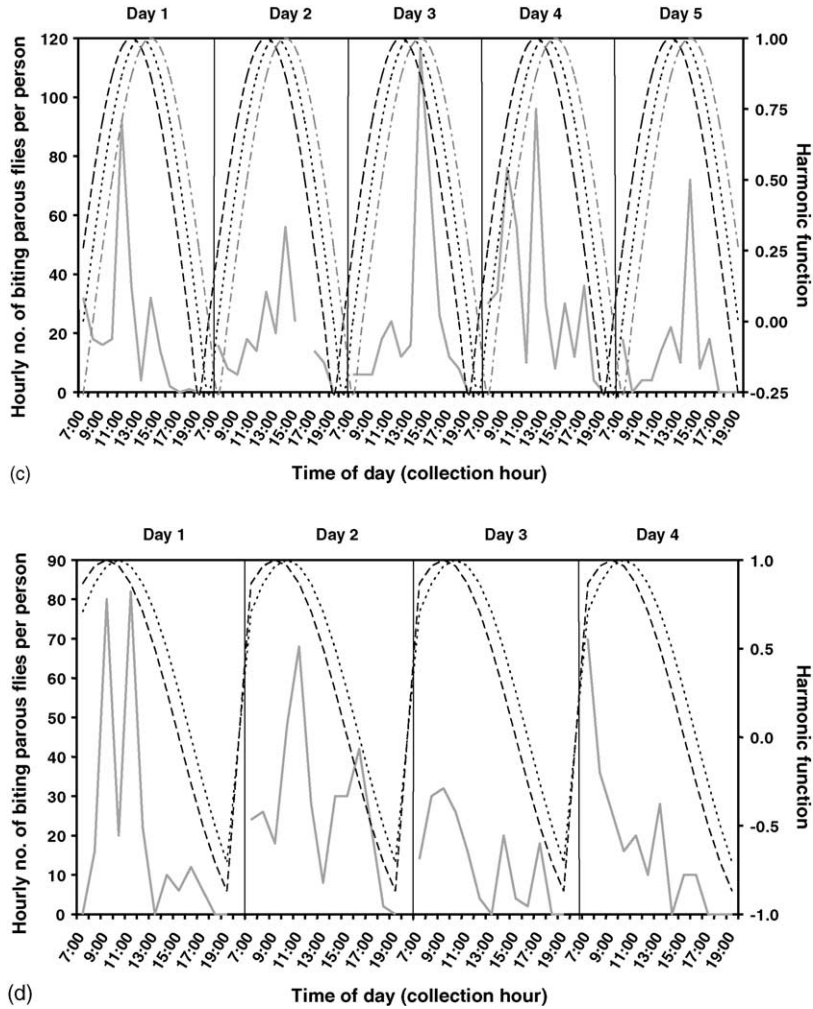 Day 1 Day 2 Day 3 Day 4 Day 5
Hourly no. of biting parous flies per person
120
100
80
60
40
20
0
1.00
0.75
0.50
0.25
0.00
-0.25
Harmonic function
7:00 9:00 11:00 13:00 15:00 17:00 19:00 7:00 9:00 11:00 13:00 15:00 17:00 19:00 7:00 9:00 11:00 13:00 15:00 17:00 19:00 7:00 9:00 11:00 13:00 15:00 17:00 19:00 7:00 9:00 11:00 13:00 15:00 17:00 19:00
Time of day (collection hour)
(c)
Day 1 Day 2 Day 3 Day 4
Hourly no. of biting parous flies per person
90
80
70
60
50
40
30
20
10
0
1.0
0.5
0.0
-0.5
-1.0
Harmonic function
7:00 9:00 11:00 13:00 15:00 17:00 19:00 7:00 9:00 11:00 13:00 15:00 17:00 19:00 7:00 9:00 11:00 13:00 15:00 17:00 19:00 7:00 9:00 11:00 13:00 15:00 17:00 19:00
Time of day (collection hour)
(d)